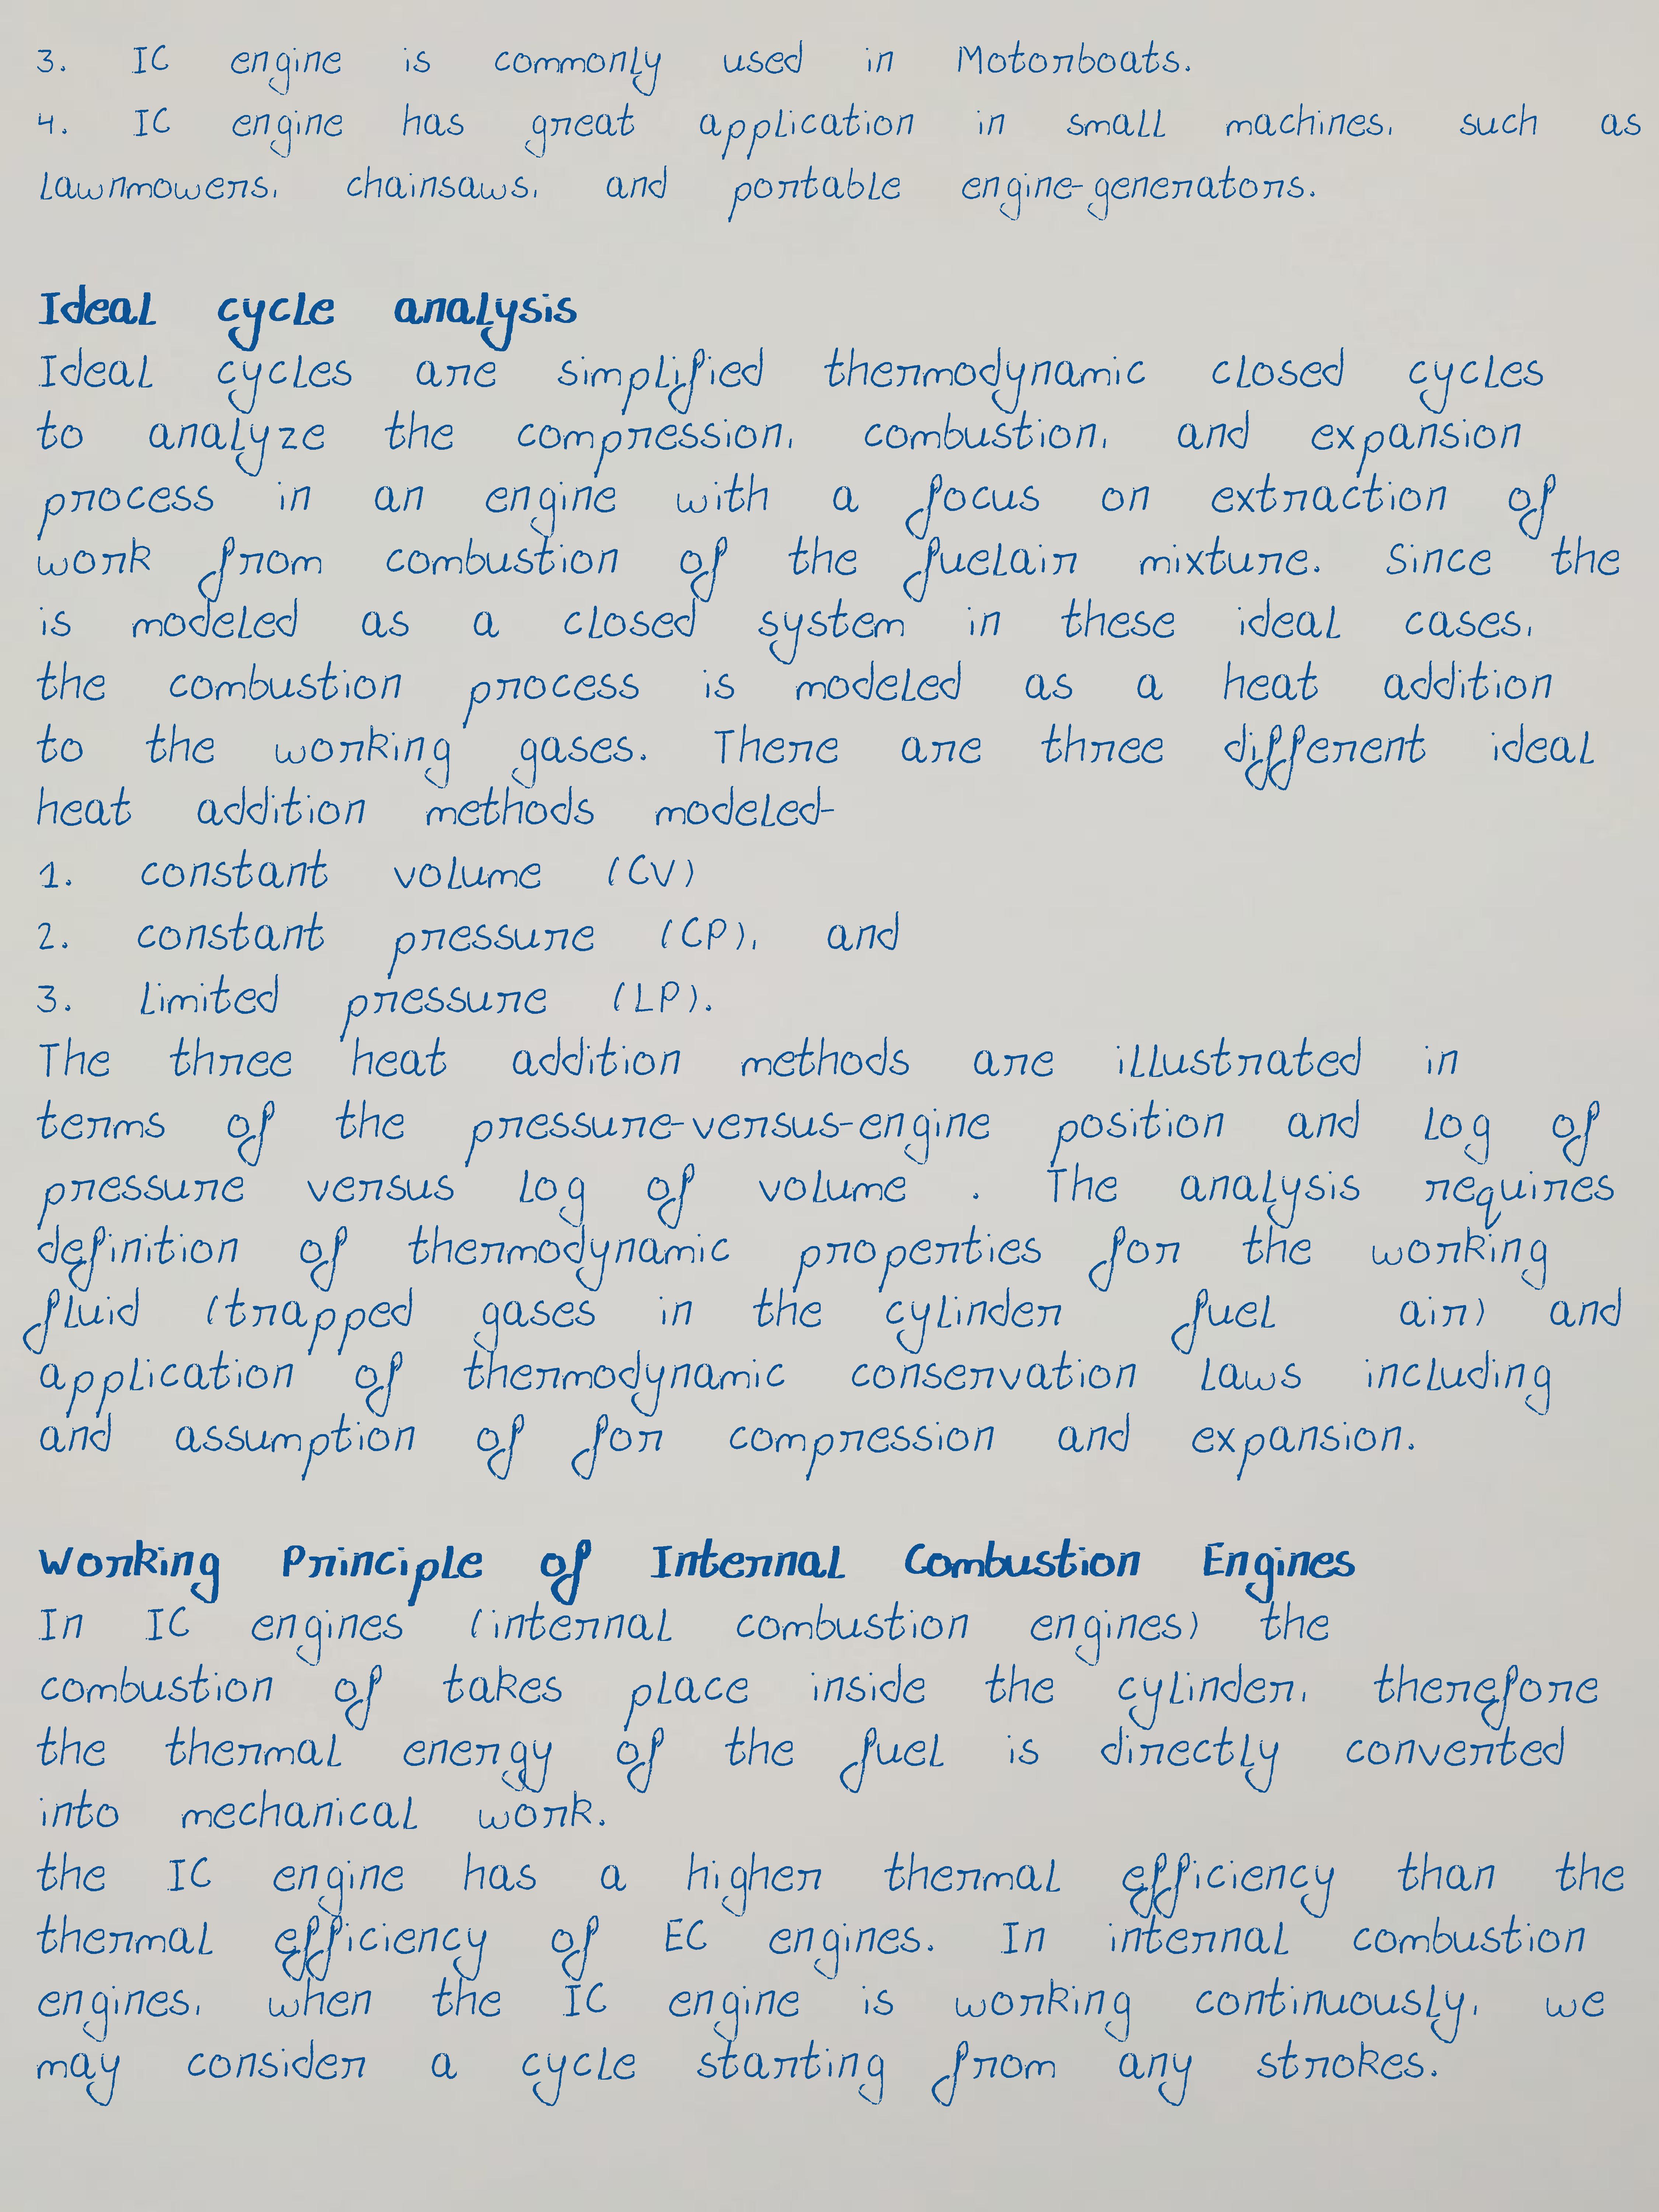 3. IC engine is commonly used in Motorboats.
4. IC engine has great application in small machines, such as
lawnmowers, chainsaws, and portable engine-generators.
Ideal cycle analysis
Ideal cycles are simplified thermodynamic closed cycles
to analyze the compression, combustion, and expansion
process in an engine with a focus on extraction of
work from combustion of the fuelair mixture. Since the
is modeled as a closed system in these ideal cases,
the combustion process is modeled as a heat addition
to the working gases. There are three different ideal
heat addition methods modeled-
1. constant volume (CV)
2. constant pressure (CP), and
3. limited pressure (LP).
The three heat addition methods are illustrated in
terms of the pressure-versus-engine position and log of
pressure versus log of volume . The analysis requires
definition of thermodynamic properties for the working
fluid (trapped gases in the cylinder fuel air) and
application of thermodynamic conservation laws including
and assumption of for compression and expansion.
Working Principle of Internal Combustion Engines
In IC engines (internal combustion engines) the
combustion of takes place inside the cylinder, therefore
the thermal energy of the fuel is directly converted
into mechanical work.
the IC engine has a higher thermal efficiency than the
thermal efficiency of EC engines. In internal combustion
engines, when the IC engine is working continuously, we
may consider a cycle starting from any strokes.